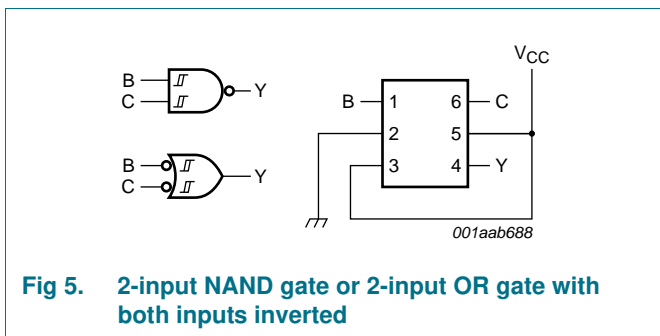 B
C
Y
B
C
Y
VCC
B
1
6
C
2
5
3
4
Y
001aab688
Fig 5. 2-input NAND gate or 2-input OR gate with
both inputs inverted